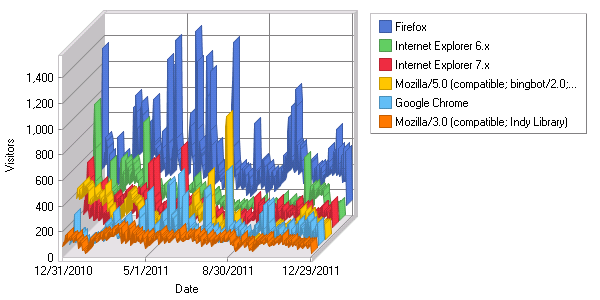 Firefox
Internet Explorer 6.x
Internet Explorer 7.x
Mozilla/5.0 (compatible; bingbot/2.0;...
Google Chrome
Mozilla/3.0 (compatible; Indy Library)
Visitors
1,400
1,200
1,000
800
600
400
200
0
12/31/2010 5/1/2011 8/30/2011 12/29/2011
Date